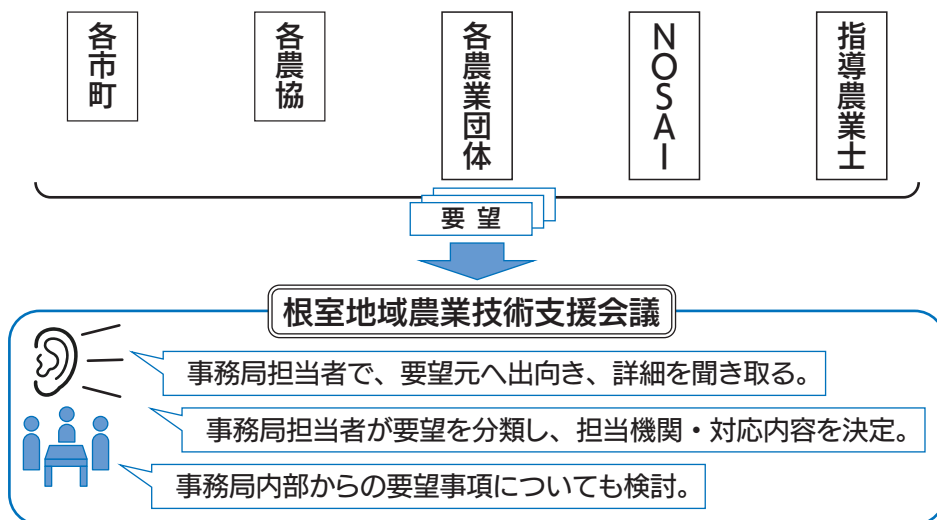 各市町
各農協
各農業団体
NOSAI
指導農業士
要望
根室地域農業技術支援会議
事務局担当者で、要望元へ出向き、詳細を聞き取る。
事務局担当者が要望を分類し、担当機関・対応内容を決定。
事務局内部からの要望事項についても検討。